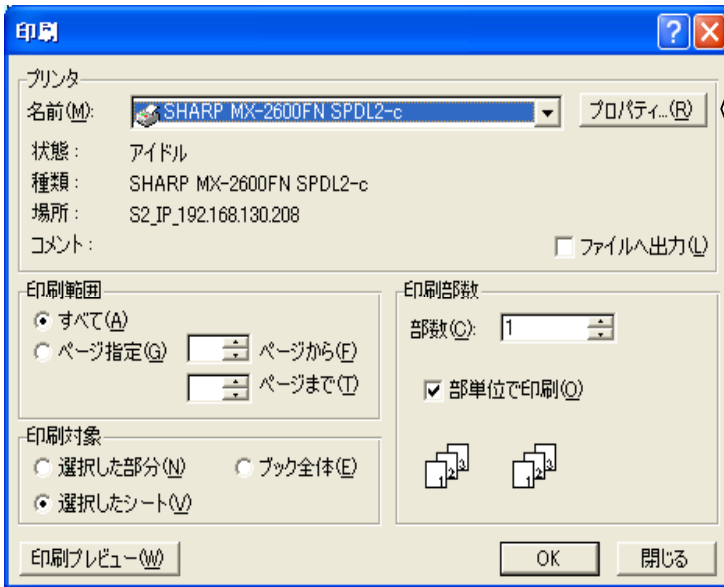 印刷
プリンタ
名前(M): SHARP MX-2600FN SPDL2-c プロパティ...(R)
状態： アイドル
種類： SHARP MX-2600FN SPDL2-c
場所： S2_IP_192.168.130.208
コメント： ファイルへ出力(L)
印刷範囲
すべて(A)
ページ指定(G) ページから(F)
ページまで(T)
印刷部数
部数(C): 1
部単位で印刷(O)
1 2 3 1 2 3
印刷対象
選択した部分(N) ブック全体(E)
選択したシート(V)
印刷プレビュー(W) OK 閉じる